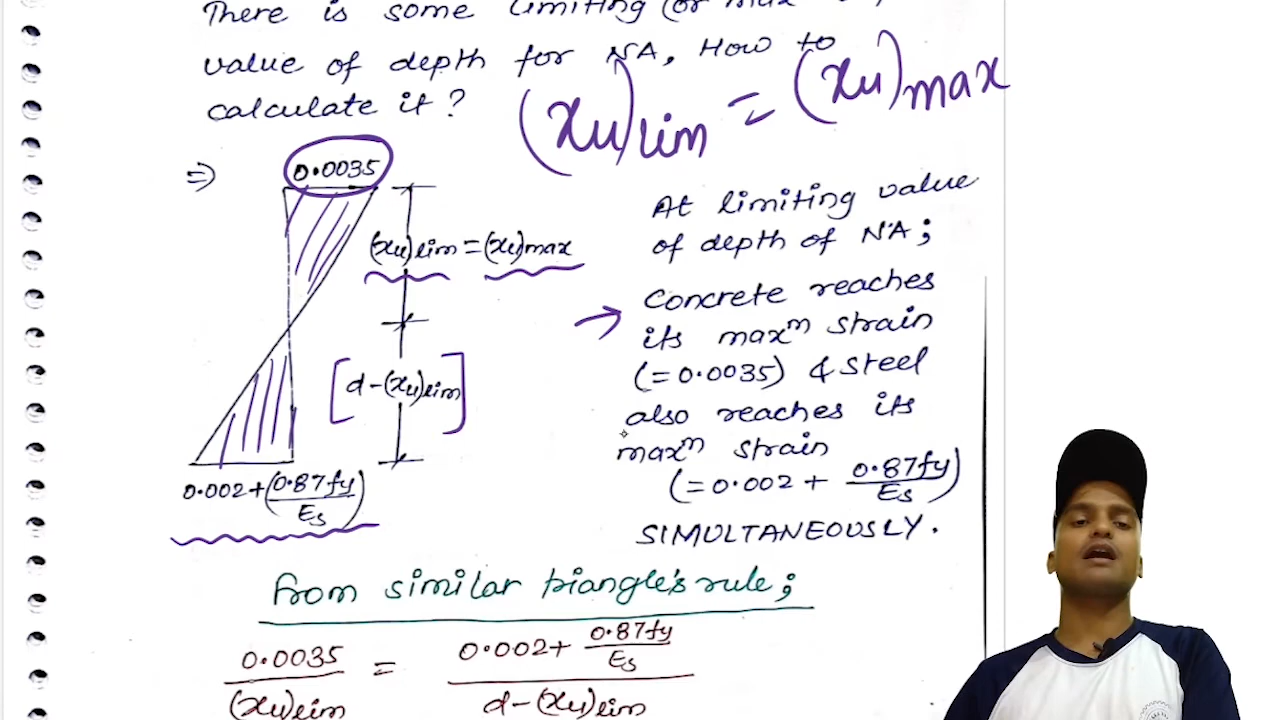 There is some limiting (or max
value of depth for NA, How to
calculate it?
(xu)lim = (xu)max
=> 0.0035
(xu)lim = (xu)max
d-(xu)lim
0.002+(0.87fy/Es)
At limiting value
of depth of NA;
→ Concrete reaches
its maxm strain
(=0.0035) & steel
also reaches its
maxm strain
(=0.002 + 0.87fy/Es)
SIMULTANEOUSLY.
From similar triangle's rule;
0.0035/(xu)lim = (0.002+ 0.87fy/Es)/(d-(xu)lim)